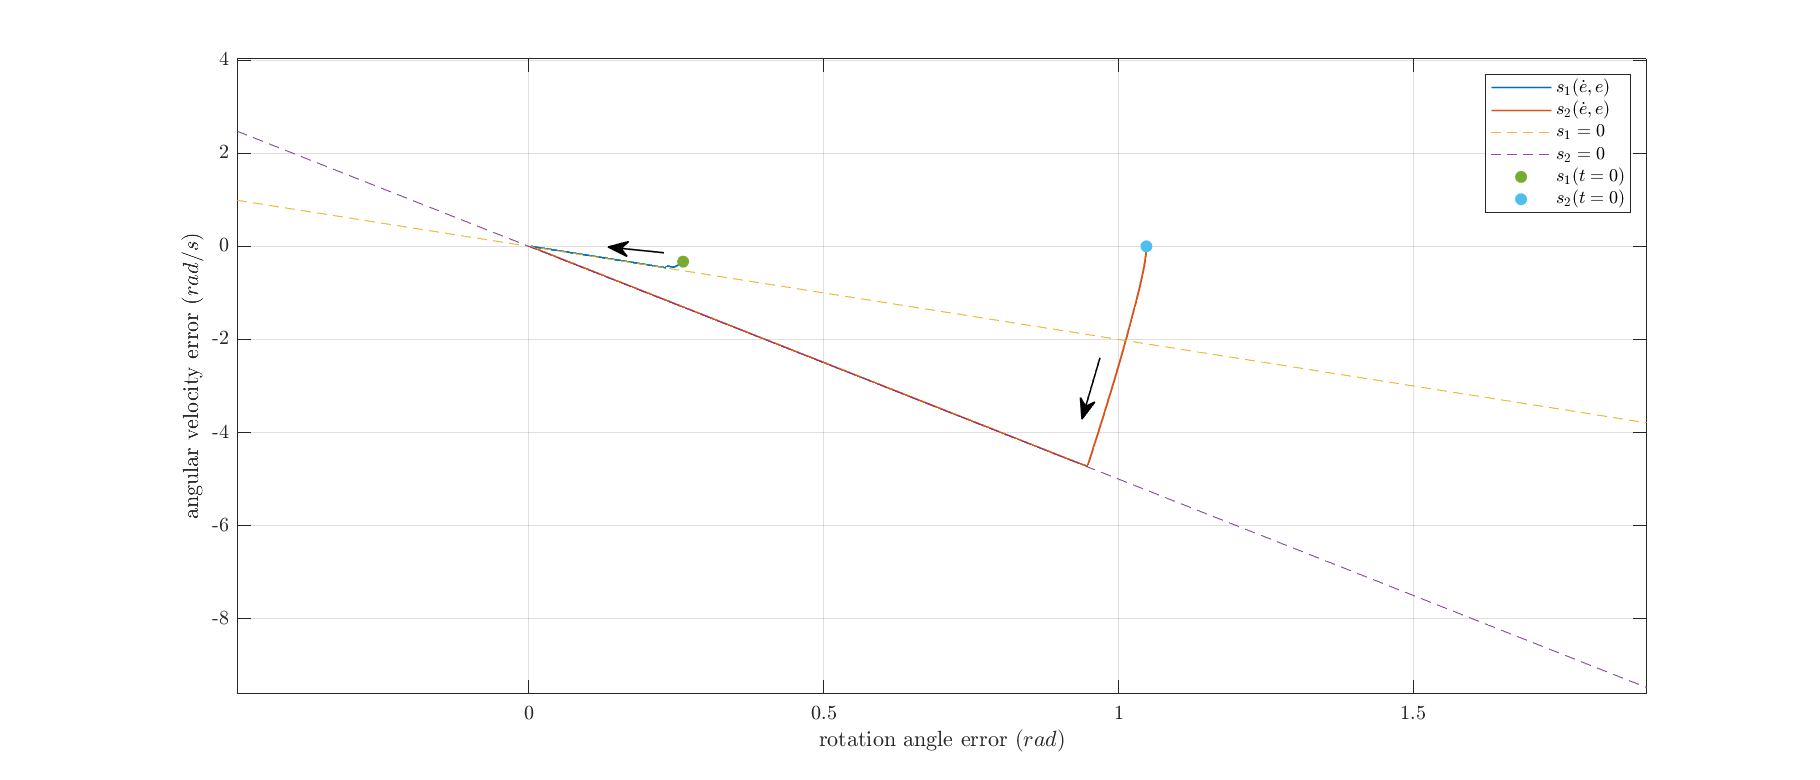 4
2
0
-2
-4
-6
-8
angular velocity error (rad/s)
0
0.5
1
1.5
rotation angle error (rad)
s₁(ė, e)
s₂(ė, e)
s₁ = 0
s₂ = 0
s₁(t = 0)
s₂(t = 0)